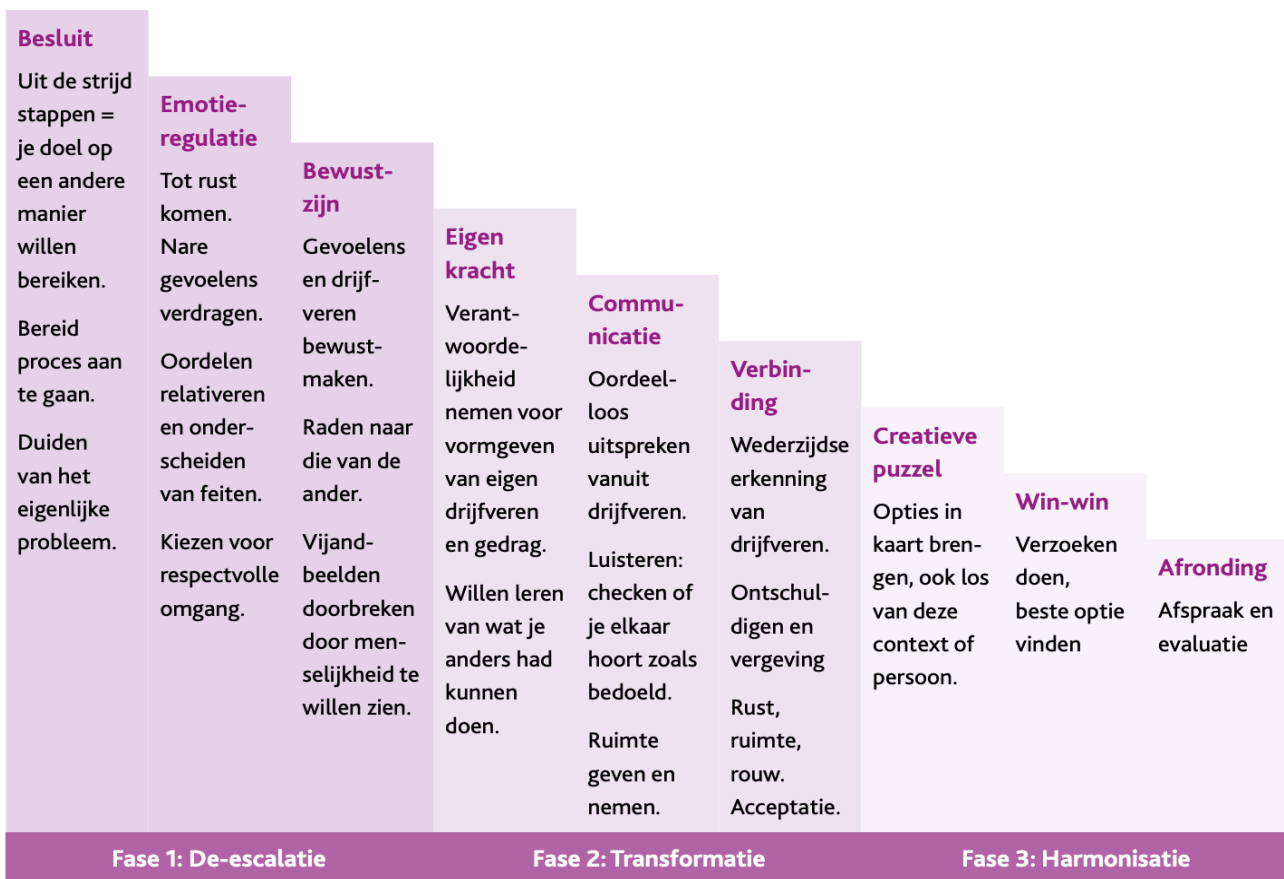 Besluit
Uit de strijd
stappen =
je doel op
een andere
manier
willen
bereiken.
Bereid
proces aan
te gaan.
Duiden
van het
eigenlijke
probleem.
Emotie-
regulatie
Tot rust
komen.
Nare
gevoelens
verdragen.
Oordelen
relativeren
en onder-
scheiden
van feiten.
Kiezen voor
respectvolle
omgang.
Bewust-
zijn
Gevoelens
en drijf-
veren
bewust-
maken.
Raden naar
die van de
ander.
Vijand-
beelden
doorbreken
door men-
selijkheid te
willen zien.
Eigen
kracht
Verant-
woorde-
lijkheid
nemen voor
vormgeven
van eigen
drijfveren
en gedrag.
Willen leren
van wat je
anders had
kunnen
doen.
Commu-
nicatie
Oordeel-
loos
uitspreken
vanuit
drijfveren.
Luisteren:
checken of
je elkaar
hoort zoals
bedoeld.
Ruimte
geven en
nemen.
Verbin-
ding
Wederzijdse
erkenning
van
drijfveren.
Ontschul-
digen en
vergeving
Rust,
ruimte,
rouw.
Acceptatie.
Creatieve
puzzel
Opties in
kaart bren-
gen, ook los
van deze
context of
persoon.
Win-win
Verzoeken
doen,
beste optie
vinden
Afronding
Afspraak en
evaluatie
Fase 1: De-escalatie
Fase 2: Transformatie
Fase 3: Harmonisatie